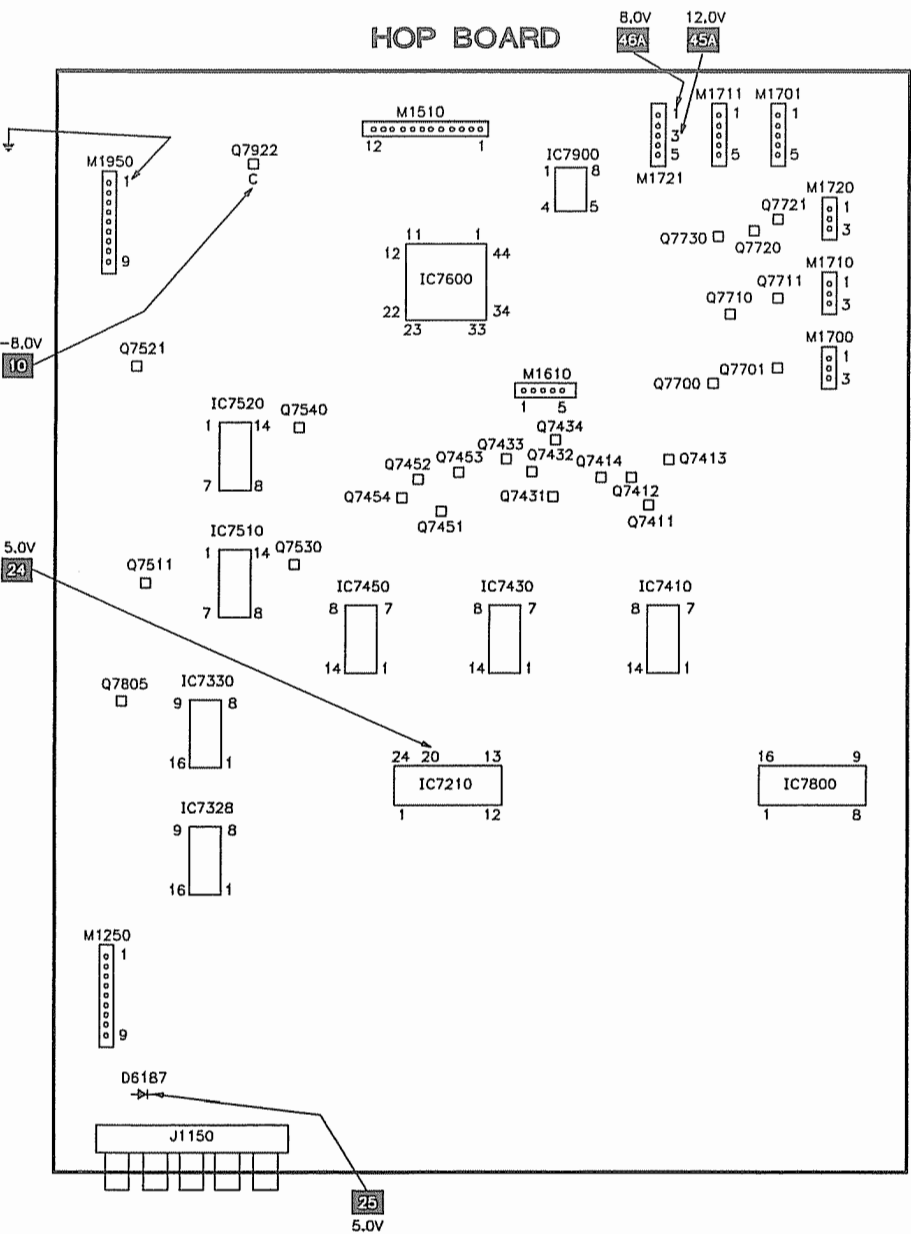 8.0V 12.0V
HOP BOARD
46A 45A
M1711 M1701
M1510
1 1 1
12 1
3
5 5 5
M1721
IC7900
1 8
4 5
Q7922
C
M1950
1
9
Q7721
M1720
1
3
Q7730
Q7720
11 1
12 44
IC7600
22 34
23 33
M1710
Q7711
1
3
Q7710
-8.0V
10
Q7521
M1700
1
3
Q7701
Q7700
M1610
1 5
IC7520
1 14
7 8
Q7540
Q7434
Q7433
Q7432
Q7453
Q7452
Q7414
Q7413
Q7454
Q7431
Q7412
Q7451
Q7411
IC7510
1 14
7 8
Q7530
5.0V
24
Q7511
IC7450 IC7430 IC7410
8 7 8 7 8 7
14 1 14 1 14 1
Q7805
IC7330
9 8
16 1
24 20 13
IC7210
1 12
16 9
IC7800
1 8
IC7328
9 8
16 1
M1250
1
9
D6187
J1150
25
5.0V